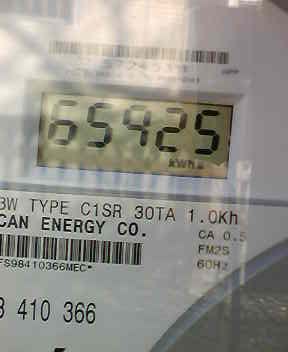 65925
kWh
3W TYPE C1SR 30TA 1.0Kh
CAN ENERGY CO.
CA 0.5
FM2S
60Hz
FS98410366MEC*
3 410 366